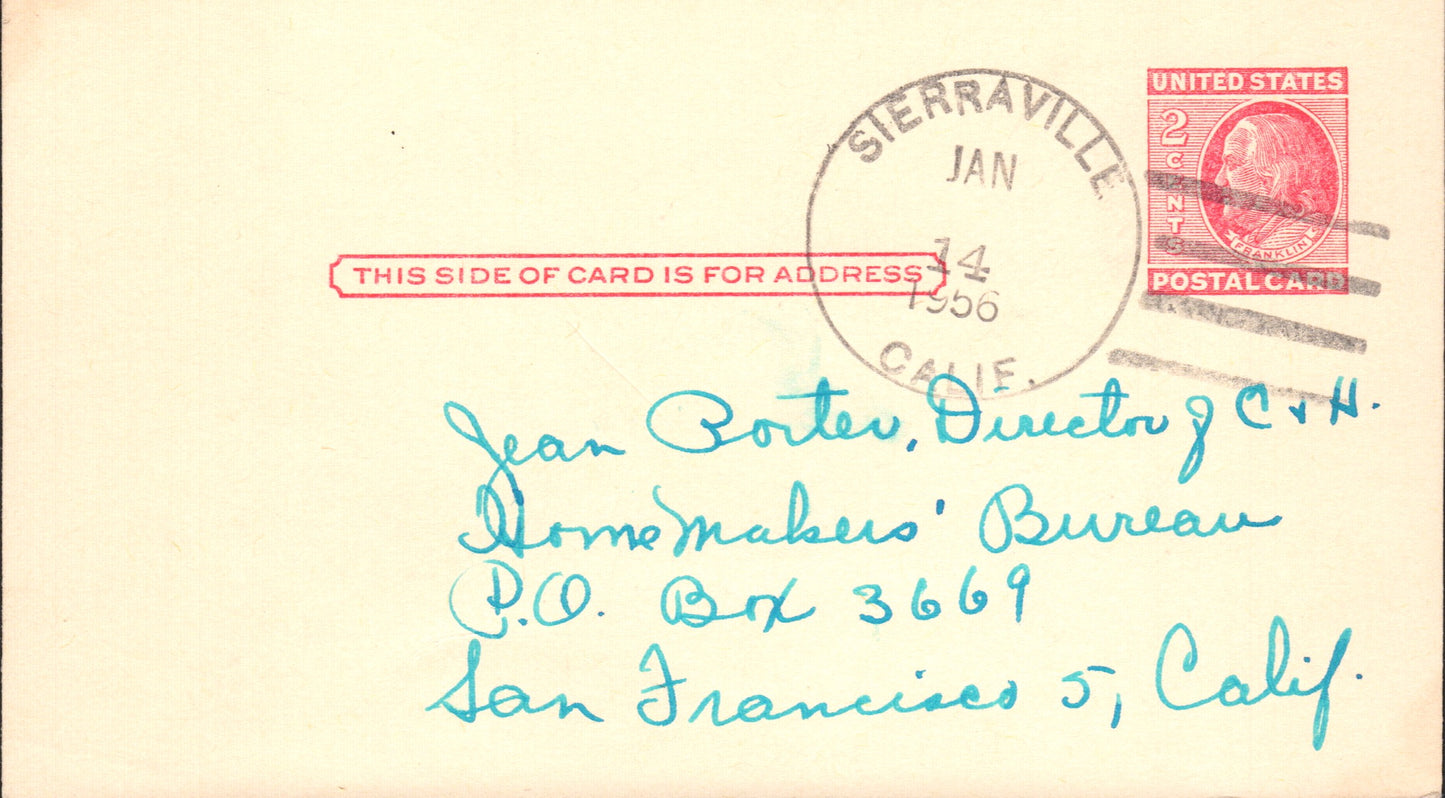 UNITED STATES
2 CENTS
FRANKLIN
POSTAL CARD
SIERRAVILLE
JAN
14
1956
CALIF.
THIS SIDE OF CARD IS FOR ADDRESS
Jean Porter, Director of C & H.
HomeMakers' Bureau
P.O. Box 3669
San Francisco 5, Calif.